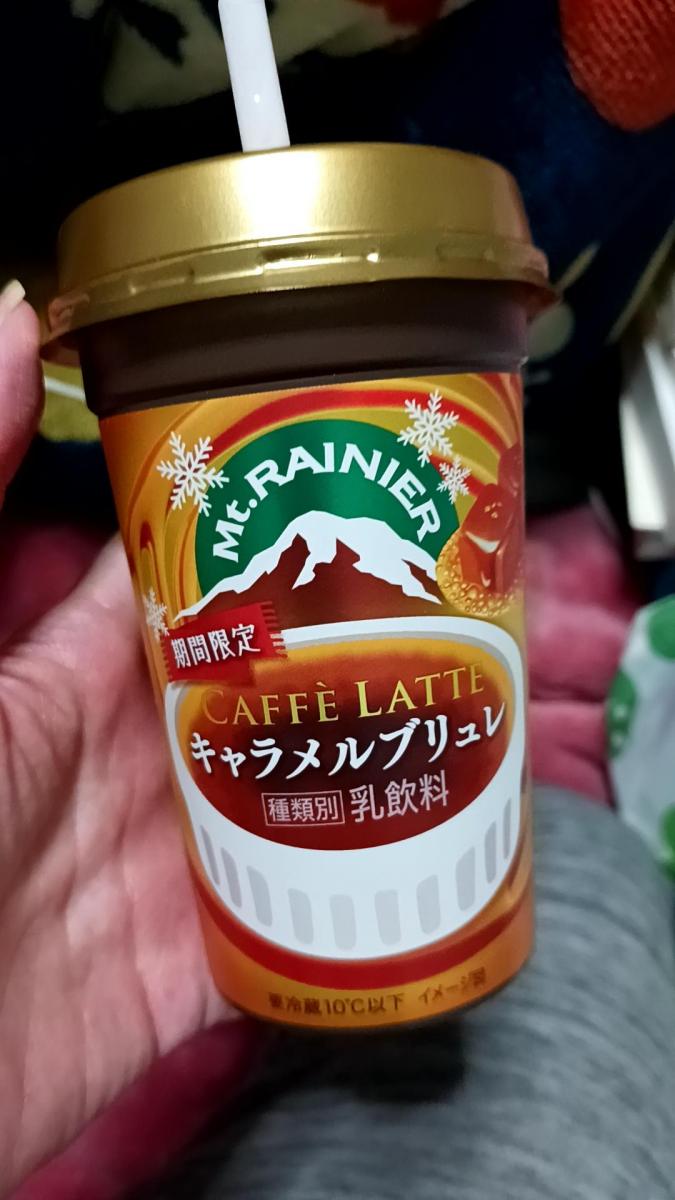 Mt. RAINIER
期間限定
CAFFÈ LATTE
キャラメルブリュレ
種類別 乳飲料
要冷蔵10℃以下 イメージ図